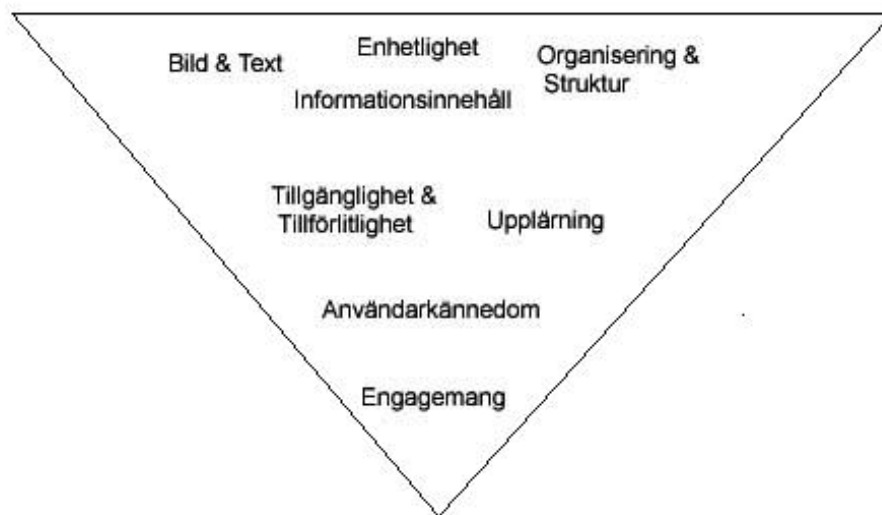 Enhetlighet
Bild & Text
Organisering &
Struktur
Informationsinnehåll
Tillgänglighet &
Tillförlitlighet
Upplärning
Användarkännedom
Engagemang